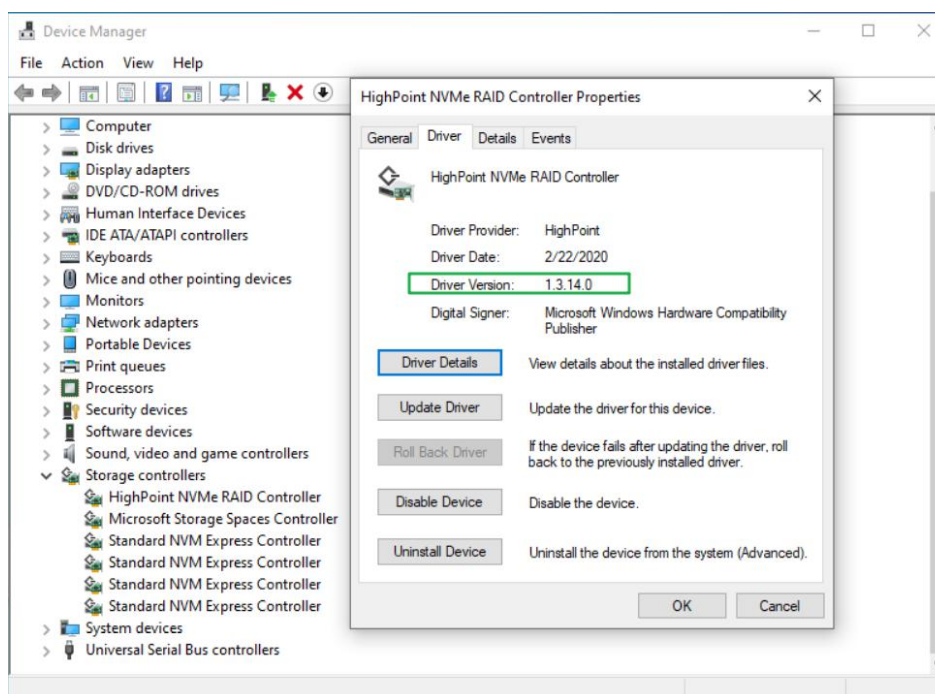 Device Manager
File Action View Help
Computer
Disk drives
Display adapters
DVD/CD-ROM drives
Human Interface Devices
IDE ATA/ATAPI controllers
Keyboards
Mice and other pointing devices
Monitors
Network adapters
Portable Devices
Print queues
Processors
Security devices
Software devices
Sound, video and game controllers
Storage controllers
HighPoint NVMe RAID Controller
Microsoft Storage Spaces Controller
Standard NVM Express Controller
Standard NVM Express Controller
Standard NVM Express Controller
Standard NVM Express Controller
System devices
Universal Serial Bus controllers
HighPoint NVMe RAID Controller Properties
General Driver Details Events
HighPoint NVMe RAID Controller
Driver Provider: HighPoint
Driver Date: 2/22/2020
Driver Version: 1.3.14.0
Digital Signer: Microsoft Windows Hardware Compatibility
Publisher
Driver Details View details about the installed driver files.
Update Driver Update the driver for this device.
Roll Back Driver If the device fails after updating the driver, roll
back to the previously installed driver.
Disable Device Disable the device.
Uninstall Device Uninstall the device from the system (Advanced).
OK Cancel